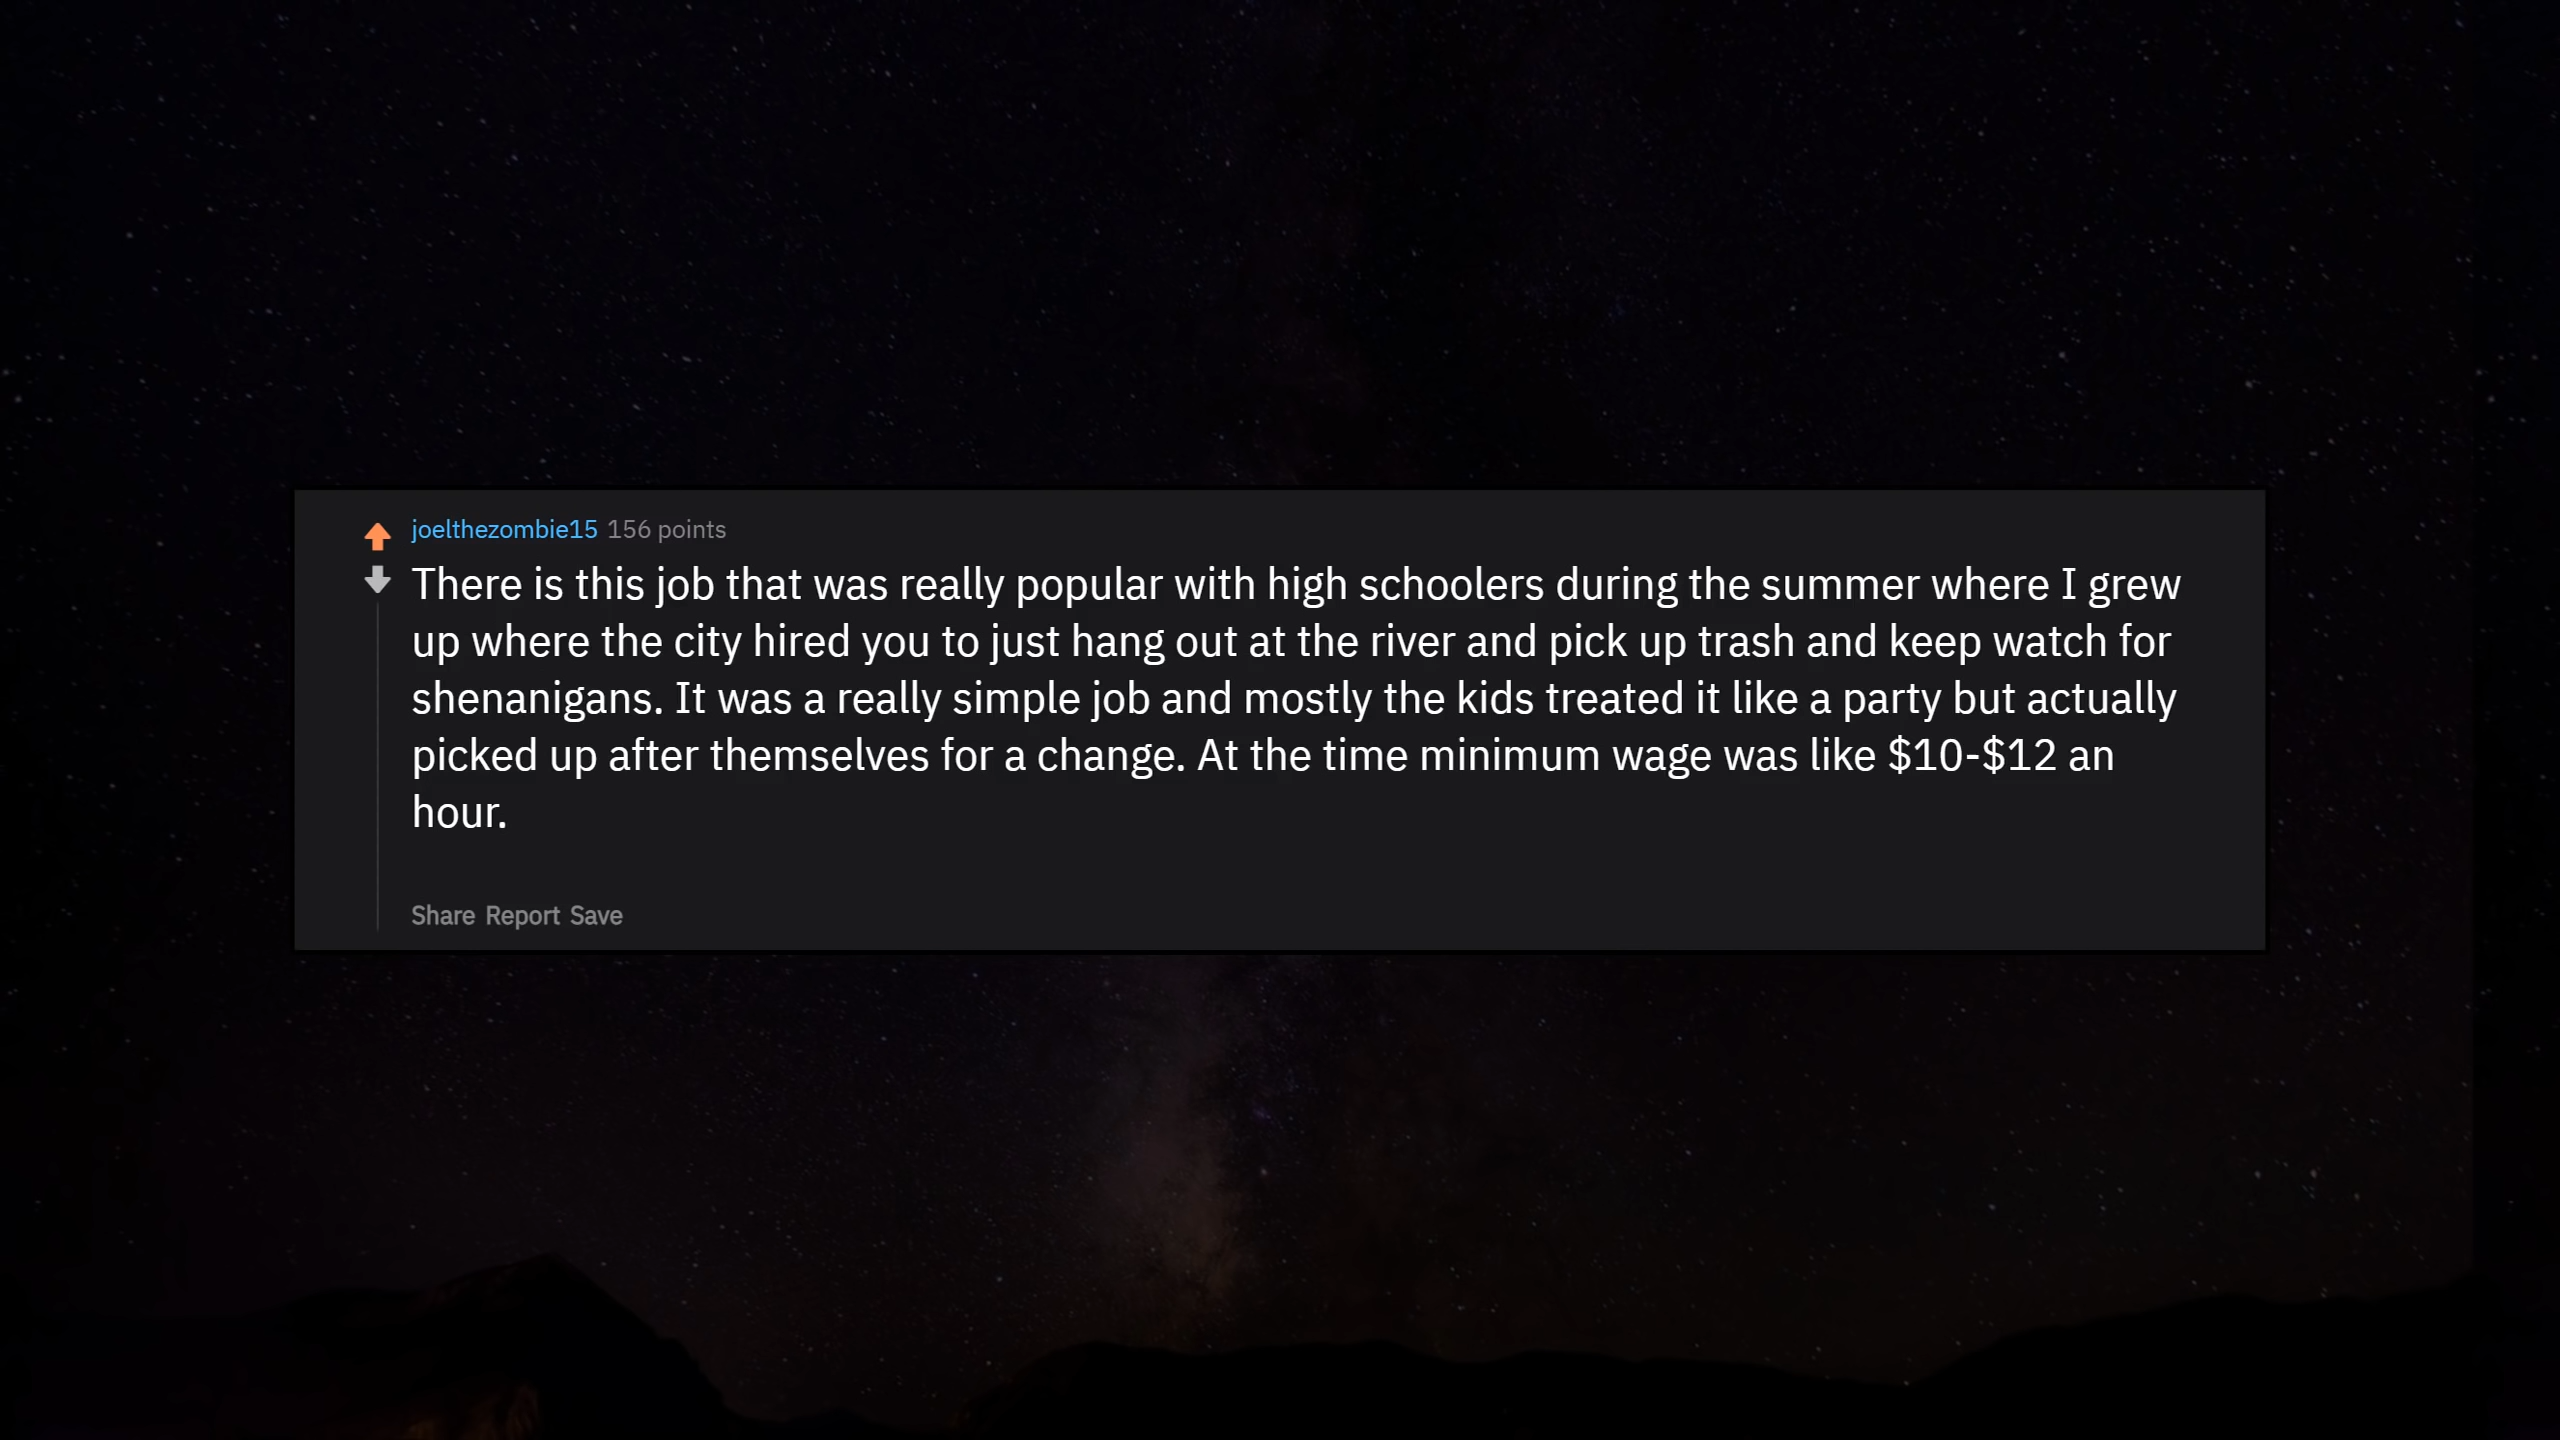 joelthezombie15 156 points
There is this job that was really popular with high schoolers during the summer where I grew
up where the city hired you to just hang out at the river and pick up trash and keep watch for
shenanigans. It was a really simple job and mostly the kids treated it like a party but actually
picked up after themselves for a change. At the time minimum wage was like $10-$12 an
hour.
Share Report Save